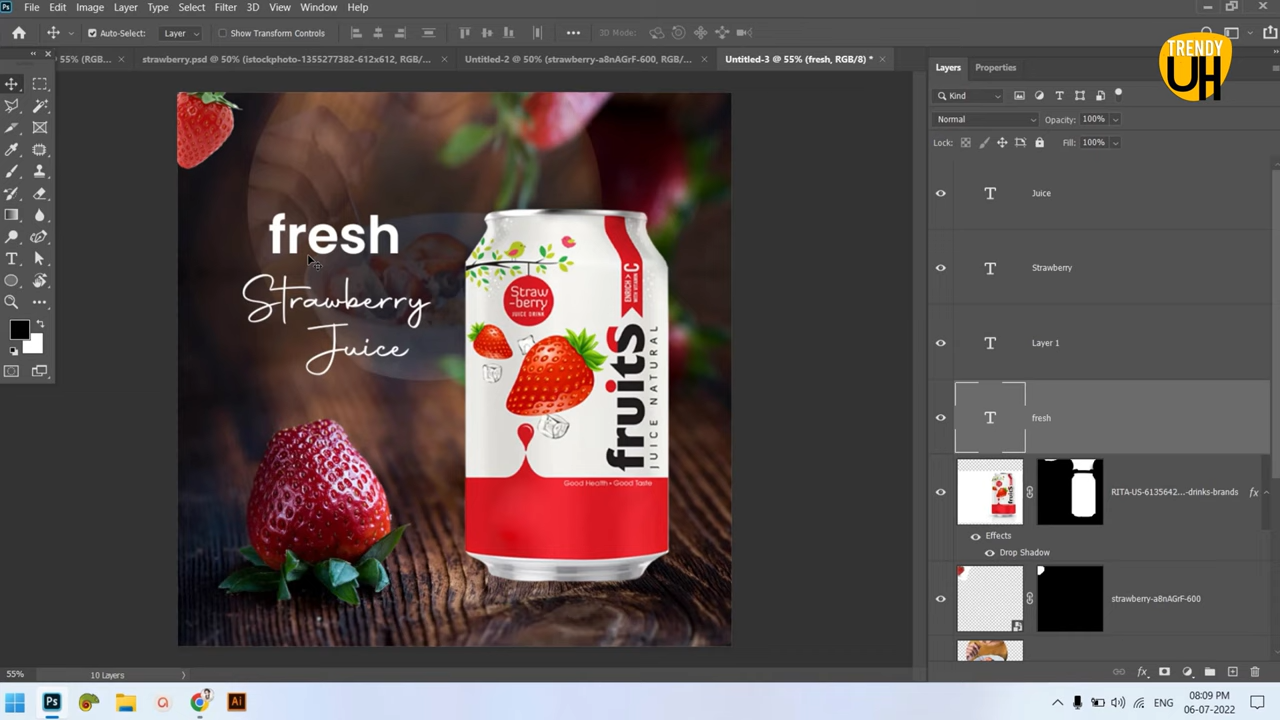 File Edit Image Layer Type Select Filter 3D View Window Help
TRENDY
UH
Auto-Select: Layer Show Transform Controls 3D Mode:
55% (RGB... × strawberry.psd @ 50% (istockphoto-1355277382-612x612, RGB/... × Untitled-2 @ 50% (strawberry-a8nAGrF-600, RGB/... × Untitled-3 @ 55% (fresh, RGB/8) * ×
Layers Properties
Kind
Normal Opacity: 100%
Lock: Fill: 100%
Juice
Strawberry
Layer 1
fresh
RITA-US-6135642...-drinks-brands fx
Effects
Drop Shadow
strawberry-a8nAGrF-600
fresh
Strawberry
Juice
Straw
-berry
JUICE DRINK
ENRICH >
WITH VITAMIN C
fruits
JUICE NATURAL
Good Health • Good Taste
55% 10 Layers
ENG 08:09 PM
06-07-2022